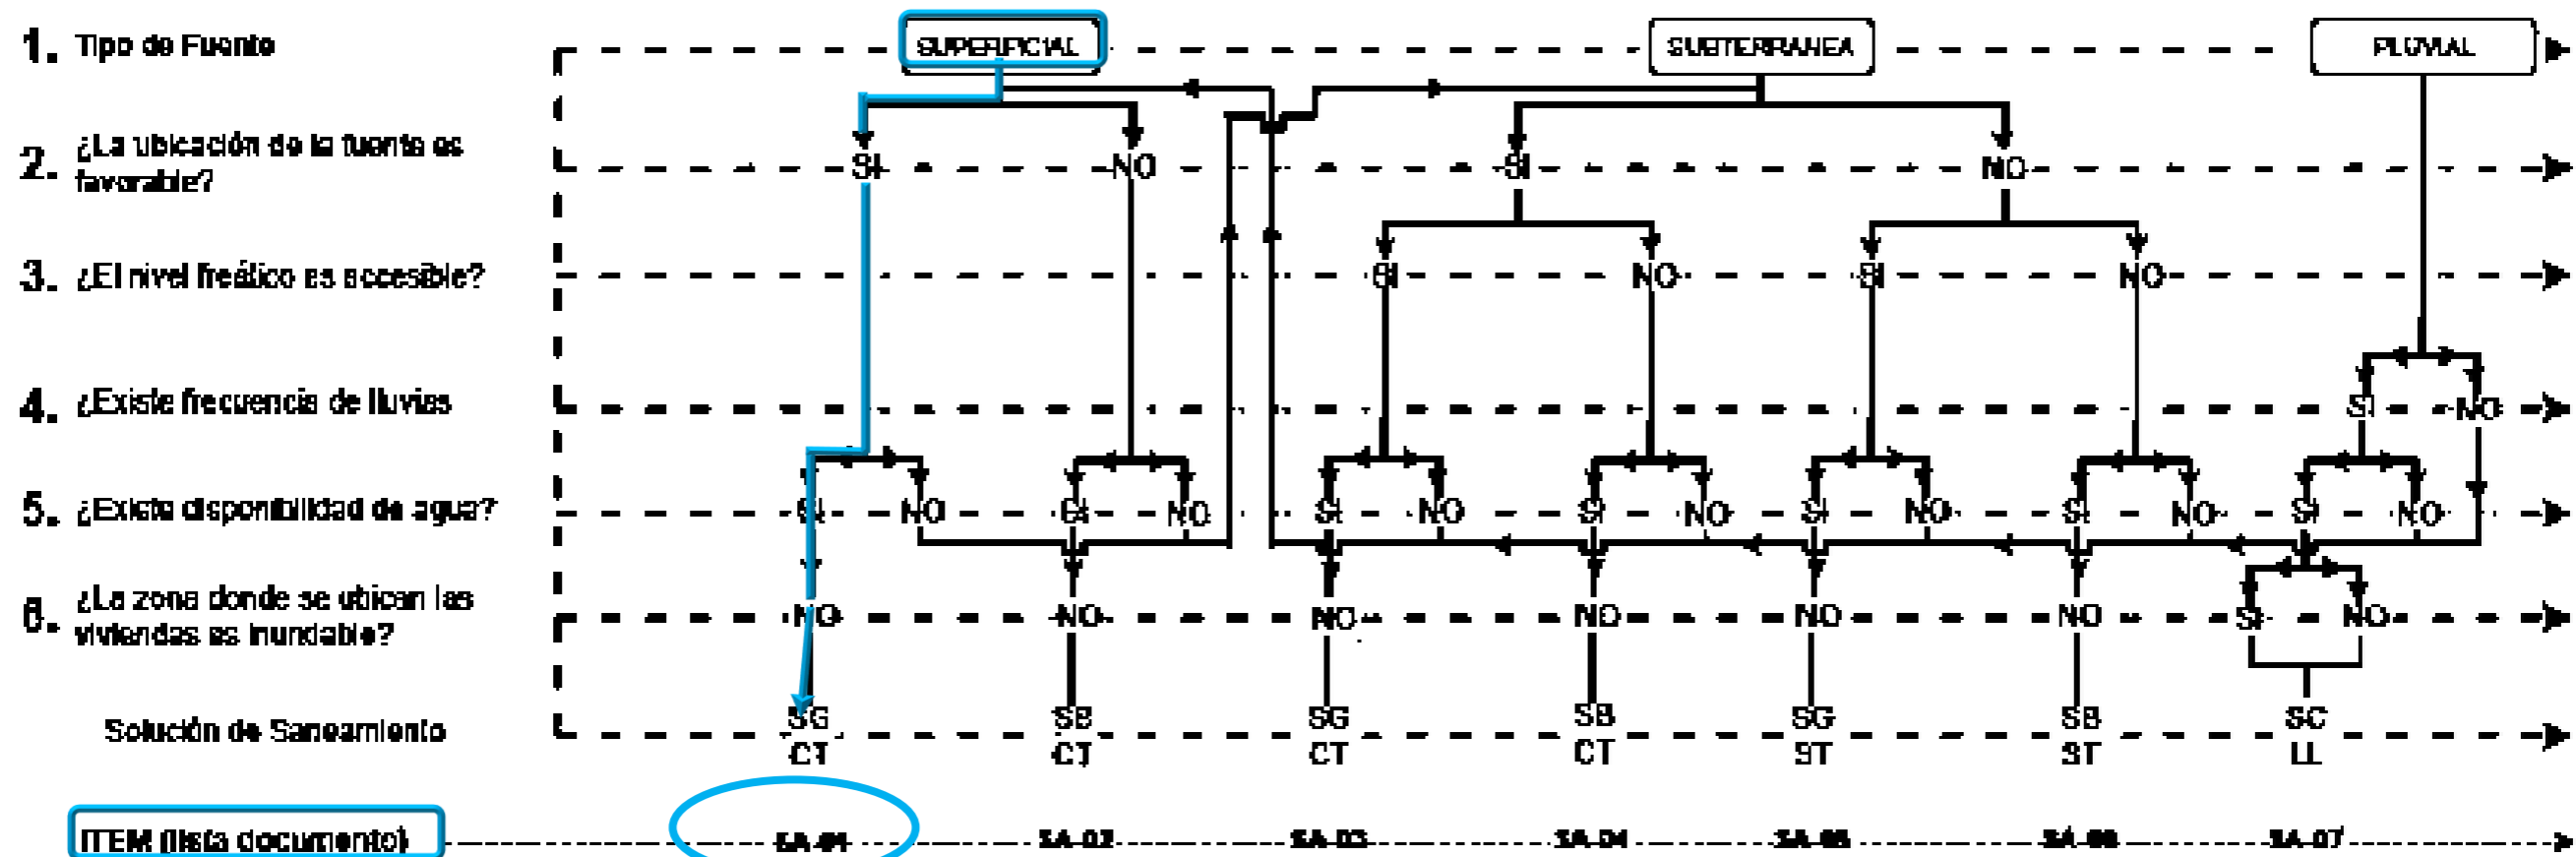 1. Tipo de Fuente
SUPERFICIAL SUBTERRANEA PLUVIAL
2. ¿La ubicación de la fuente es
favorable?
SI NO SI NO
3. ¿El nivel freático es accesible?
SI NO SI NO
4. ¿Existe frecuencia de lluvias
SI NO
5. ¿Existe disponibilidad de agua?
SI NO SI NO SI NO SI NO SI NO SI NO SI NO
6. ¿La zona donde se ubican las
viviendas es inundable?
NO NO NO NO NO NO SI NO
Solución de Saneamiento
SG SB SG SB SG SB SC
CT CT CT CT ST ST LL
ITEM (lista documento) SA-01 SA-02 SA-03 SA-04 SA-05 SA-06 SA-07